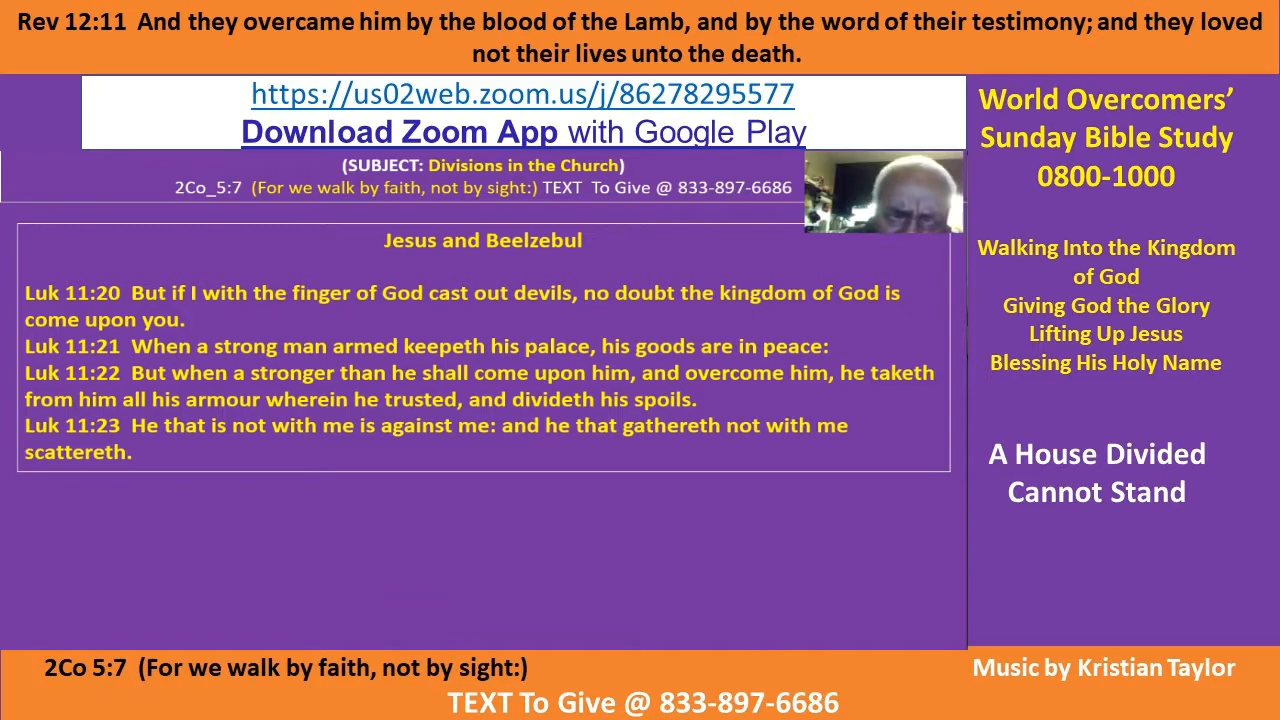 Rev 12:11  And they overcame him by the blood of the Lamb, and by the word of their testimony; and they loved
not their lives unto the death.
https://us02web.zoom.us/j/86278295577
Download Zoom App with Google Play
(SUBJECT: Divisions in the Church)
2Co_5:7  (For we walk by faith, not by sight:) TEXT  To Give @ 833-897-6686
Jesus and Beelzebul
Luk 11:20  But if I with the finger of God cast out devils, no doubt the kingdom of God is
come upon you.
Luk 11:21  When a strong man armed keepeth his palace, his goods are in peace:
Luk 11:22  But when a stronger than he shall come upon him, and overcome him, he taketh
from him all his armour wherein he trusted, and divideth his spoils.
Luk 11:23  He that is not with me is against me: and he that gathereth not with me
scattereth.
World Overcomers’
Sunday Bible Study
0800-1000
Walking Into the Kingdom
of God
Giving God the Glory
Lifting Up Jesus
Blessing His Holy Name
A House Divided
Cannot Stand
2Co 5:7  (For we walk by faith, not by sight:)
Music by Kristian Taylor
TEXT To Give @ 833-897-6686